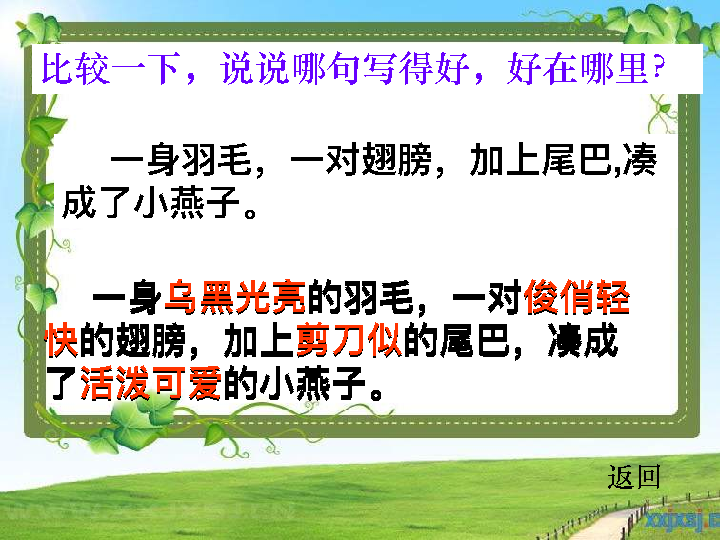 比较一下，说说哪句写得好，好在哪里?
一身羽毛，一对翅膀，加上尾巴,凑
成了小燕子。
一身乌黑光亮的羽毛，一对俊俏轻
快的翅膀，加上剪刀似的尾巴，凑成
了活泼可爱的小燕子。
返回